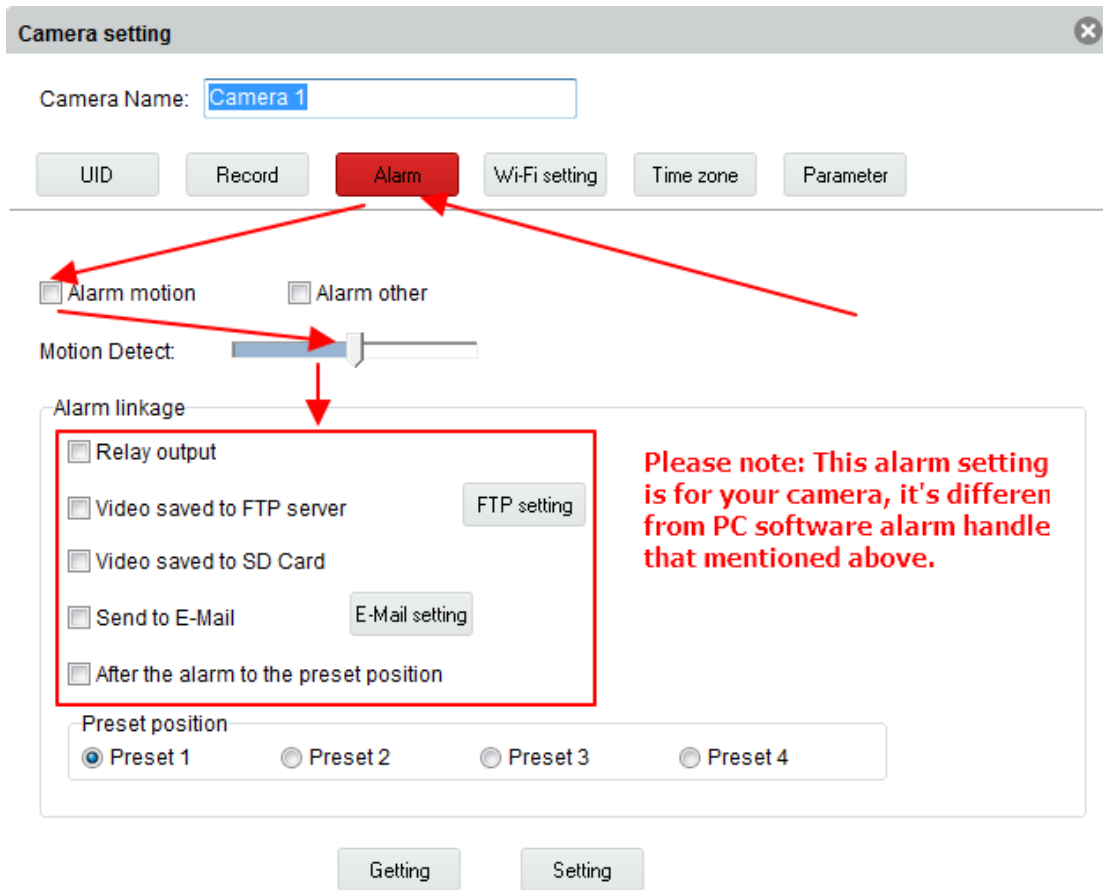 Camera setting
Camera Name: Camera 1
UID Record Alarm Wi-Fi setting Time zone Parameter
Alarm motion Alarm other
Motion Detect:
Alarm linkage
Relay output
Video saved to FTP server FTP setting
Video saved to SD Card
Send to E-Mail E-Mail setting
After the alarm to the preset position
Please note: This alarm setting
is for your camera, it's differen
from PC software alarm handle
that mentioned above.
Preset position
Preset 1 Preset 2 Preset 3 Preset 4
Getting Setting